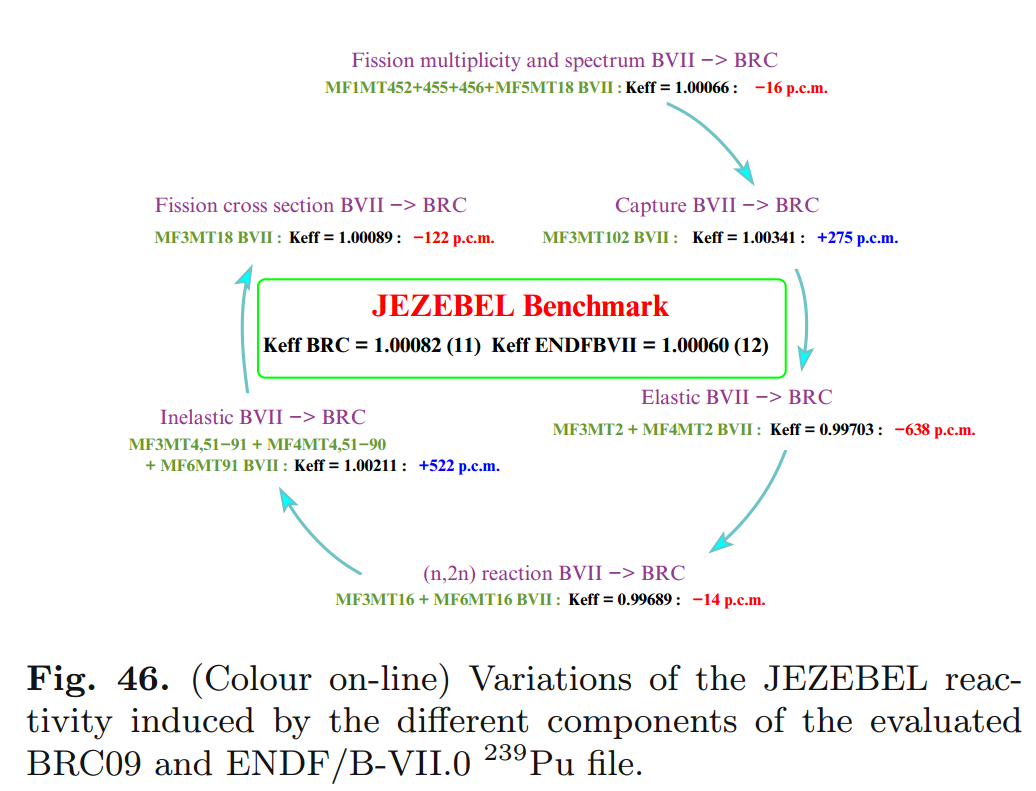 Fission multiplicity and spectrum BVII −> BRC
MF1MT452+455+456+MF5MT18 BVII : Keff = 1.00066 : −16 p.c.m.
Fission cross section BVII −> BRC
MF3MT18 BVII : Keff = 1.00089 : −122 p.c.m.
Capture BVII −> BRC
MF3MT102 BVII : Keff = 1.00341 : +275 p.c.m.
JEZEBEL Benchmark
Keff BRC = 1.00082 (11) Keff ENDFBVII = 1.00060 (12)
Elastic BVII −> BRC
MF3MT2 + MF4MT2 BVII : Keff = 0.99703 : −638 p.c.m.
Inelastic BVII −> BRC
MF3MT4,51−91 + MF4MT4,51−90
+ MF6MT91 BVII : Keff = 1.00211 : +522 p.c.m.
(n,2n) reaction BVII −> BRC
MF3MT16 + MF6MT16 BVII : Keff = 0.99689 : −14 p.c.m.
Fig. 46. (Colour on-line) Variations of the JEZEBEL reac-
tivity induced by the different components of the evaluated
BRC09 and ENDF/B-VII.0 ²³⁹Pu file.